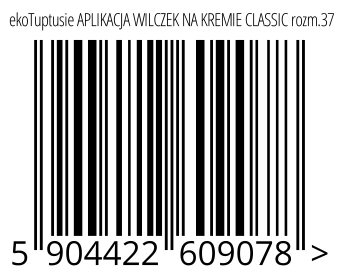 ekoTuptusie APLIKACJA WILCZEK NA KREMIE CLASSIC rozm.37
5 904422 609078 >